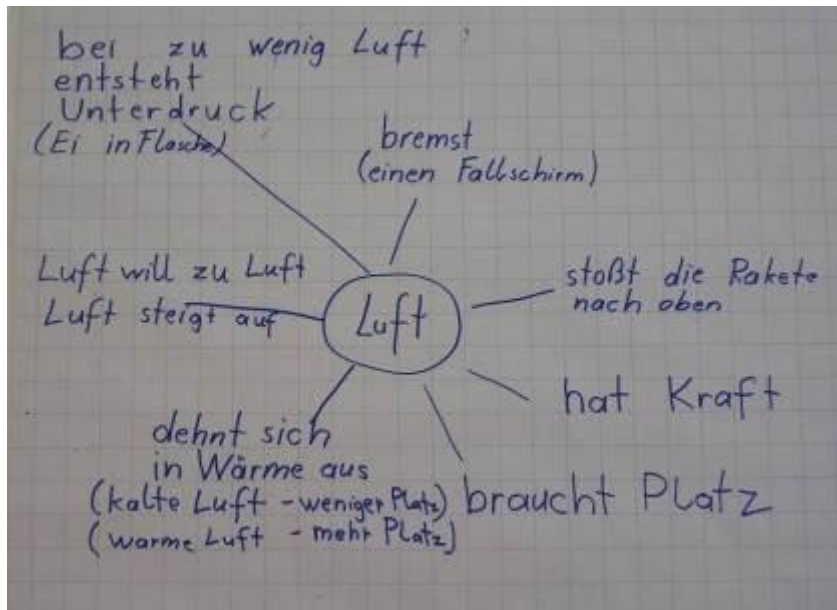 bei zu wenig Luft
entsteht
Unterdruck
(Ei in Flasche)
bremst
(einen Fallschirm)
Luft will zu Luft
Luft steigt auf
Luft
stoßt die Rakete
nach oben
hat Kraft
dehnt sich
in Wärme aus
(kalte Luft - weniger Platz)
(warme Luft - mehr Platz)
braucht Platz